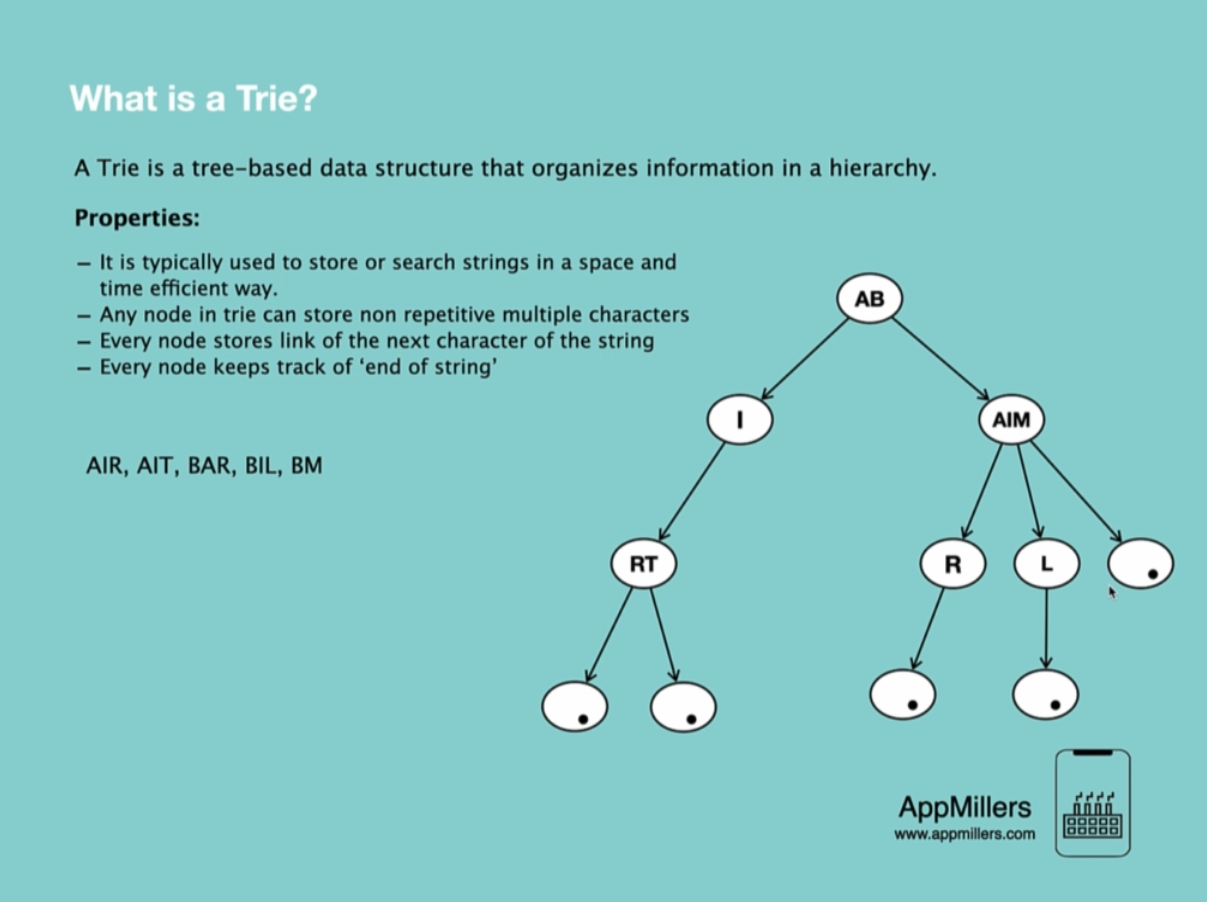 What is a Trie?
A Trie is a tree-based data structure that organizes information in a hierarchy.
Properties:
– It is typically used to store or search strings in a space and
time efficient way.
– Any node in trie can store non repetitive multiple characters
– Every node stores link of the next character of the string
– Every node keeps track of ‘end of string’
AIR, AIT, BAR, BIL, BM
AB
I
AIM
RT
R
L
AppMillers
www.appmillers.com